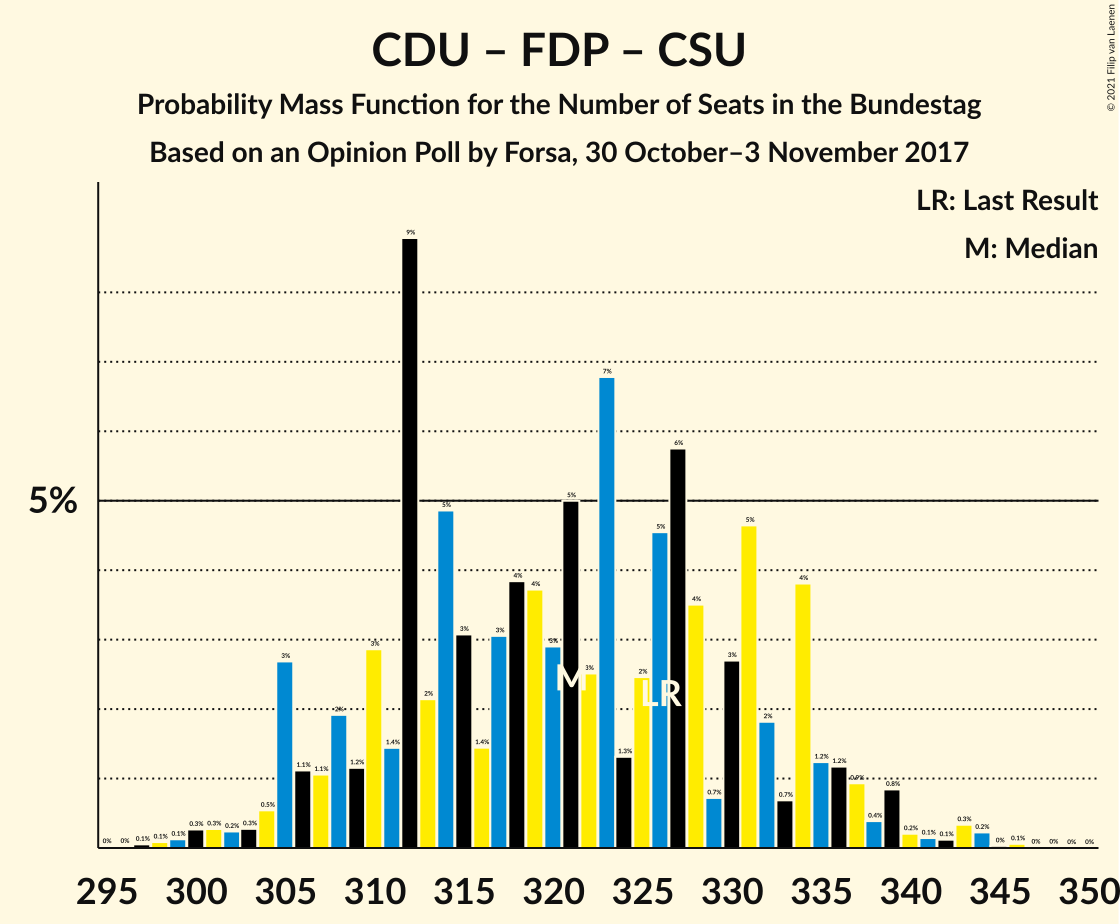 CDU – FDP – CSU
Probability Mass Function for the Number of Seats in the Bundestag
Based on an Opinion Poll by Forsa, 30 October–3 November 2017
© 2021 Filip van Laenen
LR: Last Result
M: Median
5%
0% 0% 0.1% 0.1% 0.1% 0.3% 0.3% 0.2% 0.3% 0.5% 3% 1.1% 1.1% 2% 1.2% 3% 1.4% 9% 2% 5% 3% 1.4% 3% 4% 4% 3% 5% 3% 7% 1.3% 2% 5% 6% 4% 0.7% 3% 5% 2% 0.7% 4% 1.2% 1.2% 0.9% 0.4% 0.8% 0.2% 0.1% 0.1% 0.3% 0.2% 0% 0.1% 0% 0% 0% 0%
M LR
295 300 305 310 315 320 325 330 335 340 345 350